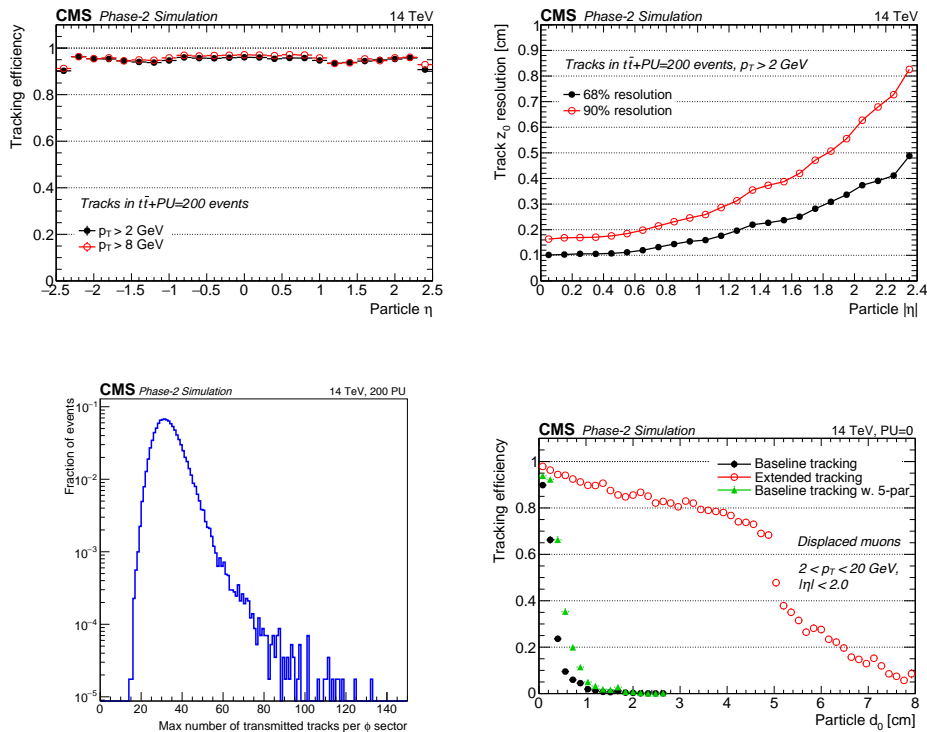 CMS Phase-2 Simulation 14 TeV
Tracking efficiency
1
0.8
0.6
0.4
0.2
0
Tracks in tt̄+PU=200 events
p_T > 2 GeV
p_T > 8 GeV
−2.5 −2 −1.5 −1 −0.5 0 0.5 1 1.5 2 2.5
Particle η
CMS Phase-2 Simulation 14 TeV
Track z_0 resolution [cm]
1
0.9
0.8
0.7
0.6
0.5
0.4
0.3
0.2
0.1
0
Tracks in tt̄+PU=200 events, p_T > 2 GeV
68% resolution
90% resolution
0 0.2 0.4 0.6 0.8 1 1.2 1.4 1.6 1.8 2 2.2 2.4
Particle |η|
CMS Phase-2 Simulation 14 TeV, 200 PU
Fraction of events
10⁻¹
10⁻²
10⁻³
10⁻⁴
10⁻⁵
0 20 40 60 80 100 120 140
Max number of transmitted tracks per ϕ sector
CMS Phase-2 Simulation 14 TeV, PU=0
Tracking efficiency
1
0.8
0.6
0.4
0.2
0
Baseline tracking
Extended tracking
Baseline tracking w. 5-par
Displaced muons
2 < p_T < 20 GeV,
|η| < 2.0
0 1 2 3 4 5 6 7 8
Particle d_0 [cm]